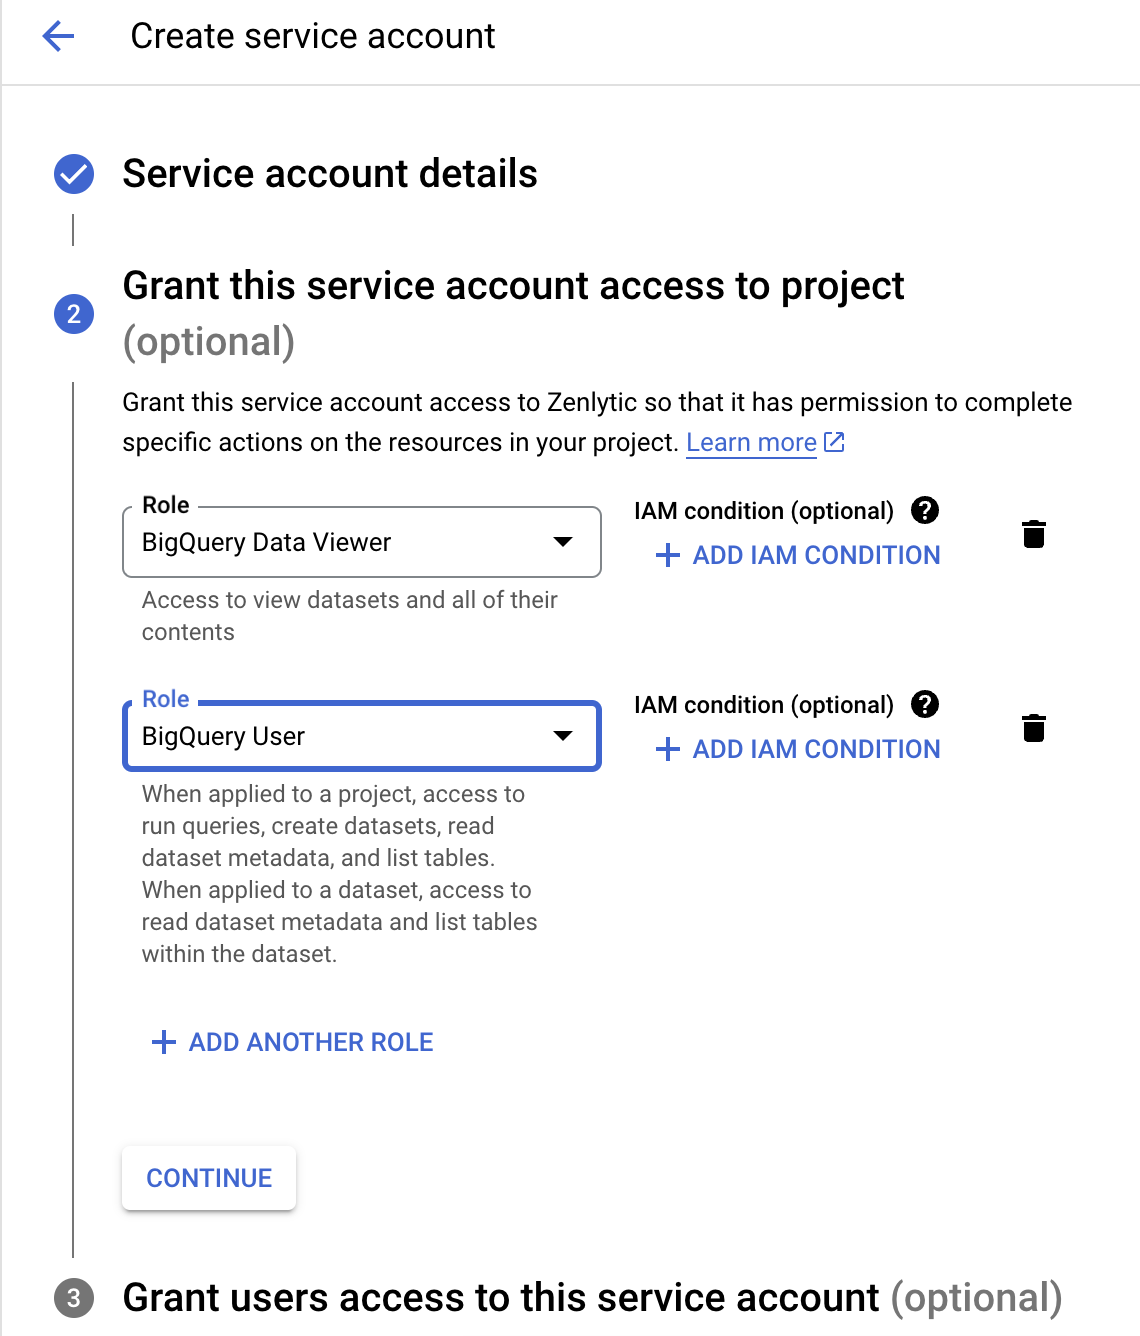 Create service account
Service account details
2
Grant this service account access to project
(optional)
Grant this service account access to Zenlytic so that it has permission to complete
specific actions on the resources in your project. Learn more
Role
BigQuery Data Viewer
Access to view datasets and all of their
contents
IAM condition (optional) ?
+ ADD IAM CONDITION
Role
BigQuery User
When applied to a project, access to
run queries, create datasets, read
dataset metadata, and list tables.
When applied to a dataset, access to
read dataset metadata and list tables
within the dataset.
IAM condition (optional) ?
+ ADD IAM CONDITION
+ ADD ANOTHER ROLE
CONTINUE
3
Grant users access to this service account (optional)